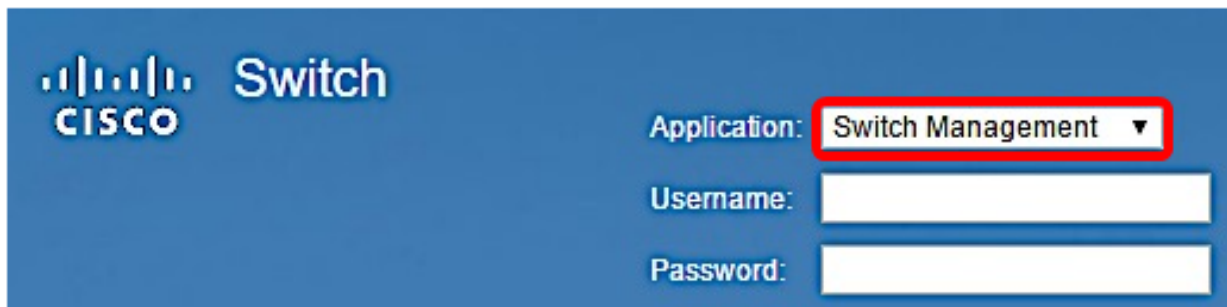 CISCO Switch
Application: Switch Management ▼
Username:
Password: